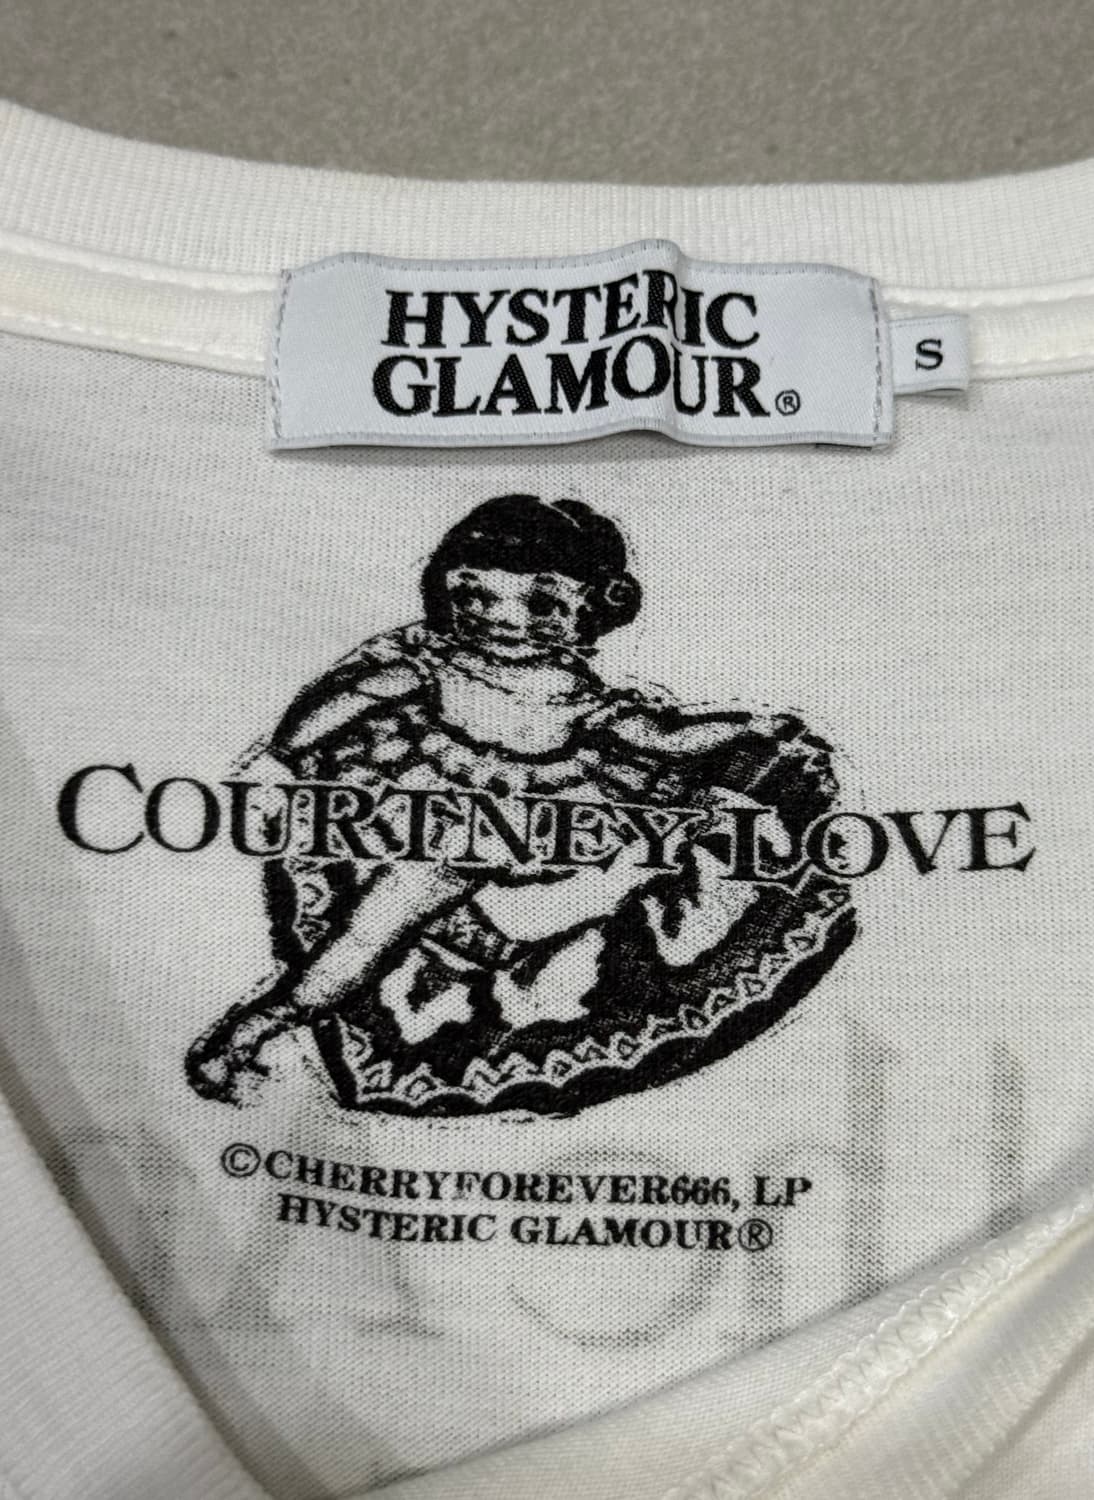 HYSTERIC
GLAMOUR®
S
COURTNEY LOVE
©CHERRYFOREVER666, LP
HYSTERIC GLAMOUR®